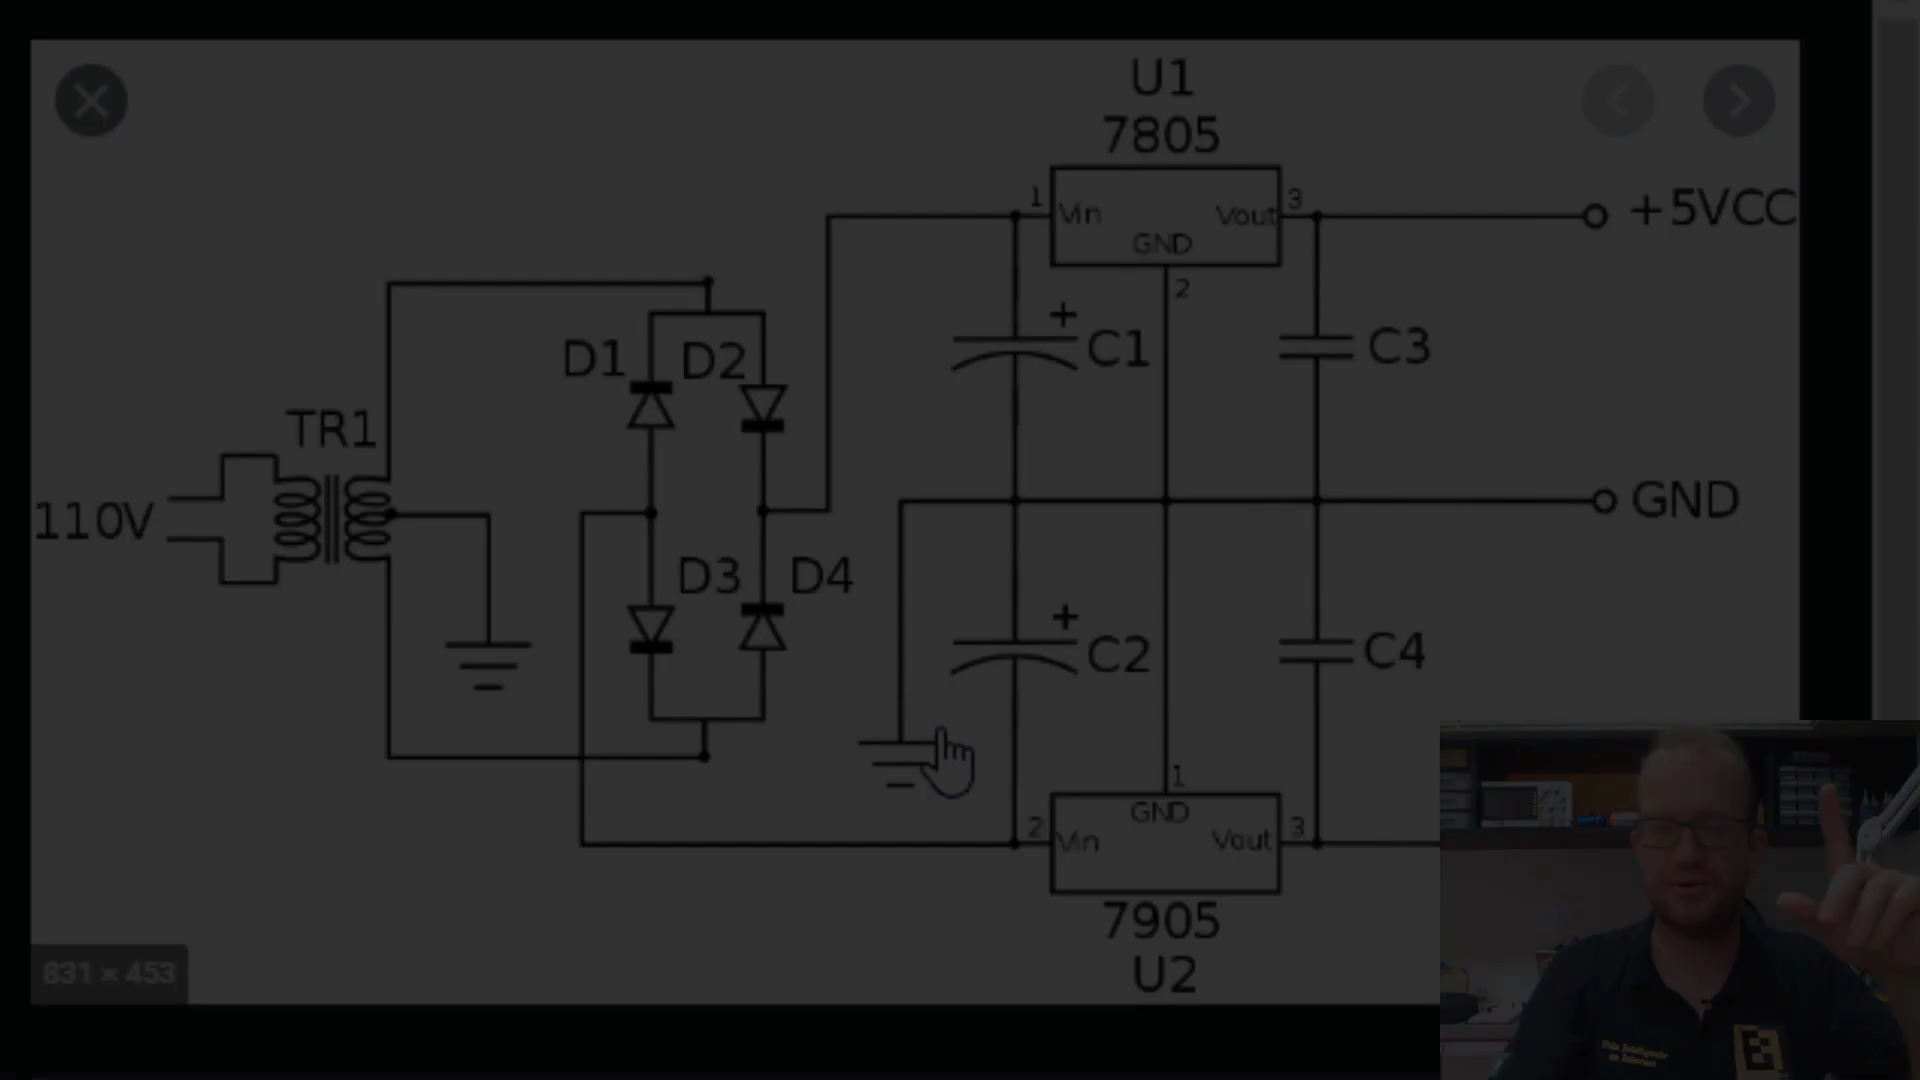 U1
7805
1
Vin
Vout
3
+5VCC
GND
2
D1
D2
+
C1
C3
TR1
110V
GND
D3
D4
+
C2
C4
1
2
GND
3
Vin
Vout
7905
U2
831 × 453